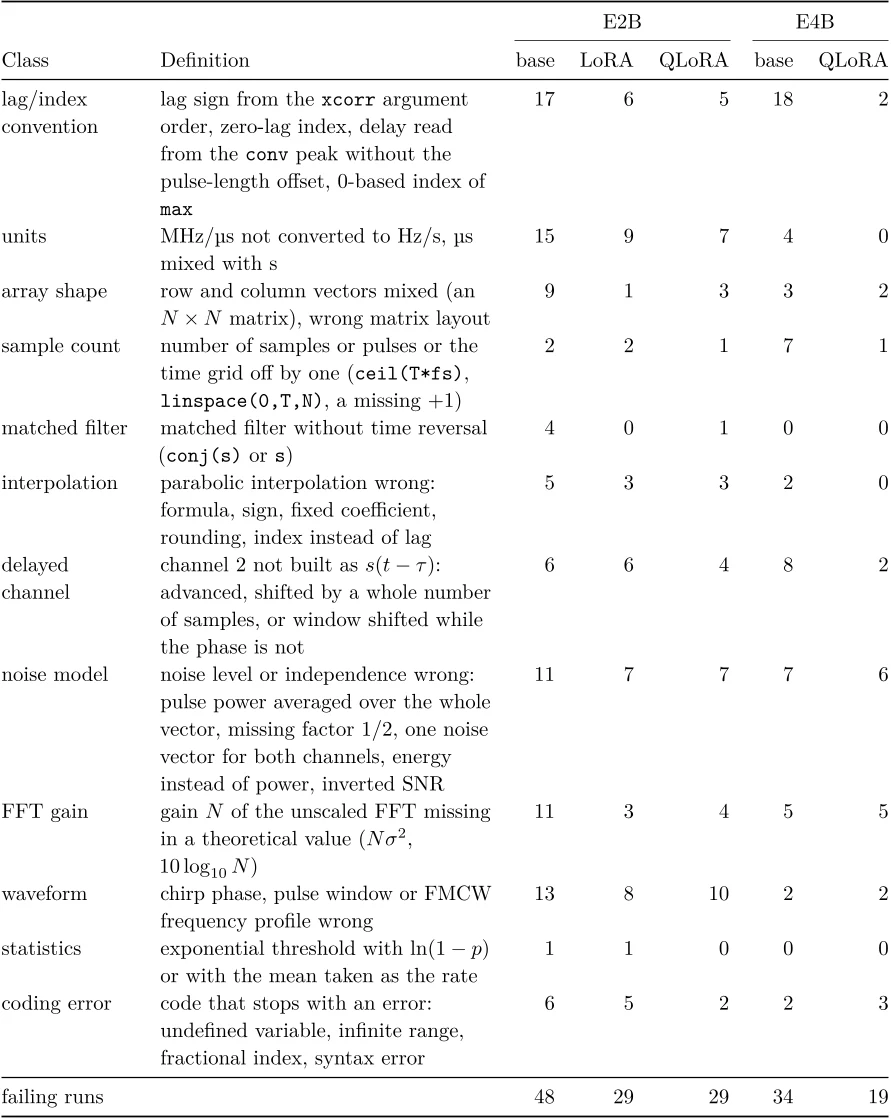 E2B E4B
Class Definition base LoRA QLoRA base QLoRA
lag/index lag sign from the xcorr argument 17 6 5 18 2
convention order, zero-lag index, delay read
from the conv peak without the
pulse-length offset, 0-based index of
max
units MHz/µs not converted to Hz/s, µs 15 9 7 4 0
mixed with s
array shape row and column vectors mixed (an 9 1 3 3 2
N × N matrix), wrong matrix layout
sample count number of samples or pulses or the 2 2 1 7 1
time grid off by one (ceil(T*fs),
linspace(0,T,N), a missing +1)
matched filter matched filter without time reversal 4 0 1 0 0
(conj(s) or s)
interpolation parabolic interpolation wrong: 5 3 3 2 0
formula, sign, fixed coefficient,
rounding, index instead of lag
delayed channel 2 not built as s(t − τ): 6 6 4 8 2
channel advanced, shifted by a whole number
of samples, or window shifted while
the phase is not
noise model noise level or independence wrong: 11 7 7 7 6
pulse power averaged over the whole
vector, missing factor 1/2, one noise
vector for both channels, energy
instead of power, inverted SNR
FFT gain gain N of the unscaled FFT missing 11 3 4 5 5
in a theoretical value (Nσ², 
10 log₁₀ N)
waveform chirp phase, pulse window or FMCW 13 8 10 2 2
frequency profile wrong
statistics exponential threshold with ln(1 − p) 1 1 0 0 0
or with the mean taken as the rate
coding error code that stops with an error: 6 5 2 2 3
undefined variable, infinite range,
fractional index, syntax error
failing runs 48 29 29 34 19